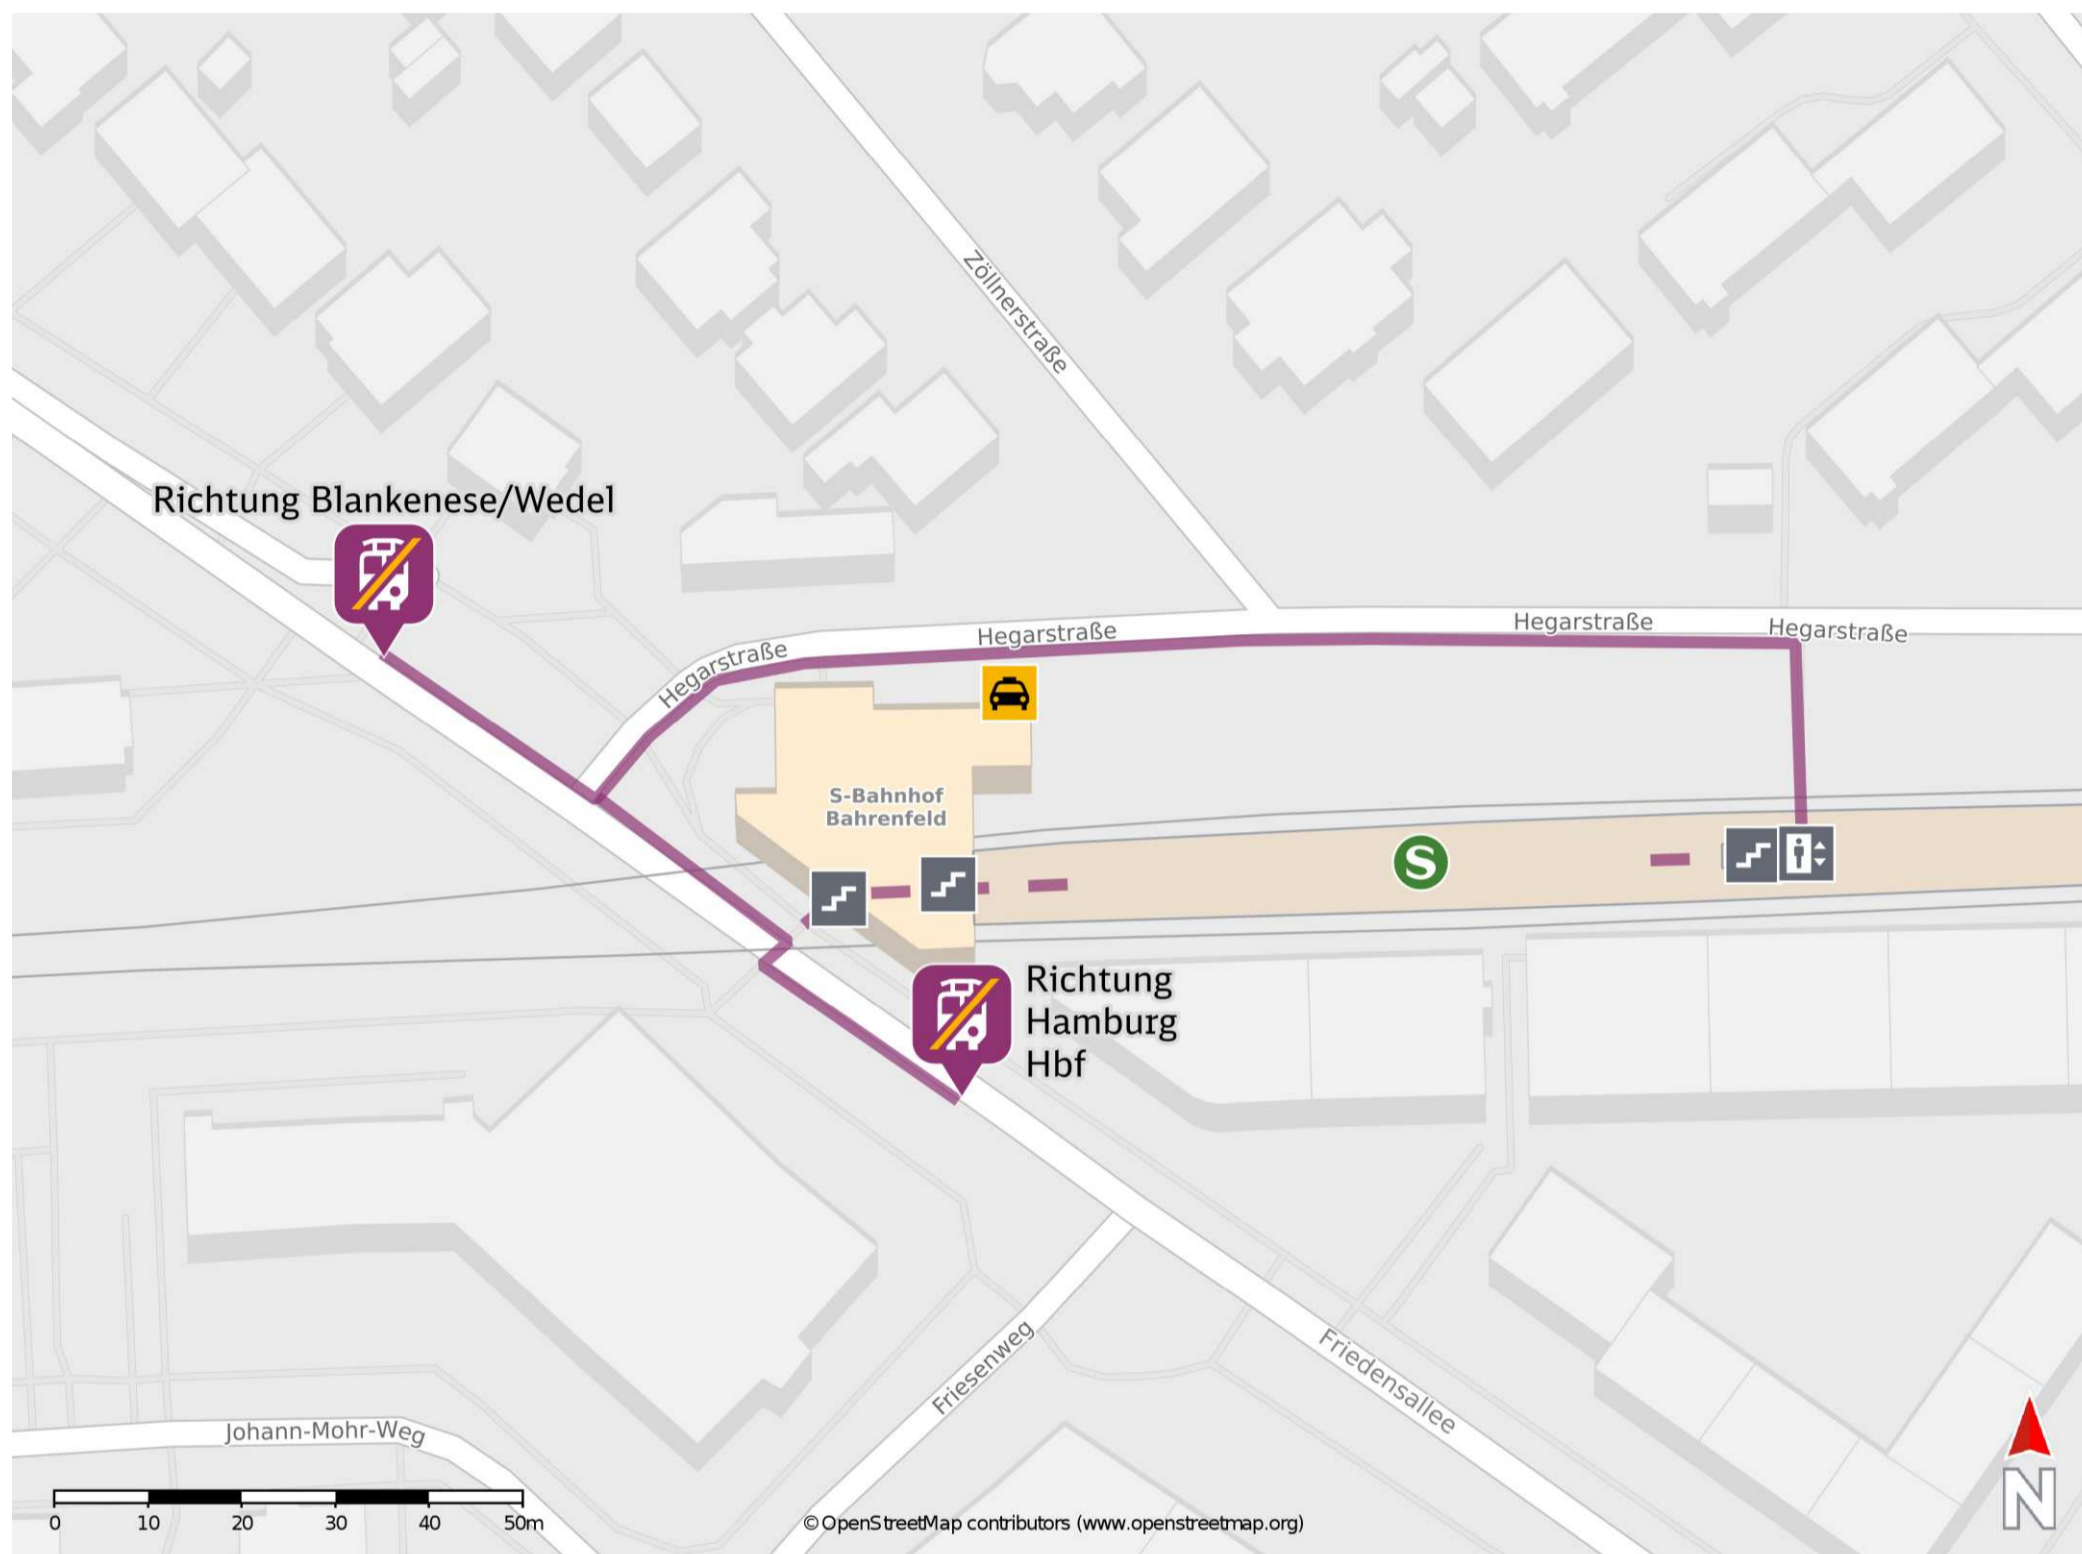 Zöllnerstraße
Richtung Blankenese/Wedel
Hegarstraße
Hegarstraße
Hegarstraße
Hegarstraße
S-Bahnhof
Bahrenfeld
S
Richtung
Hamburg
Hbf
Friesenweg
Friedensallee
Johann-Mohr-Weg
N
0 10 20 30 40 50m
© OpenStreetMap contributors (www.openstreetmap.org)